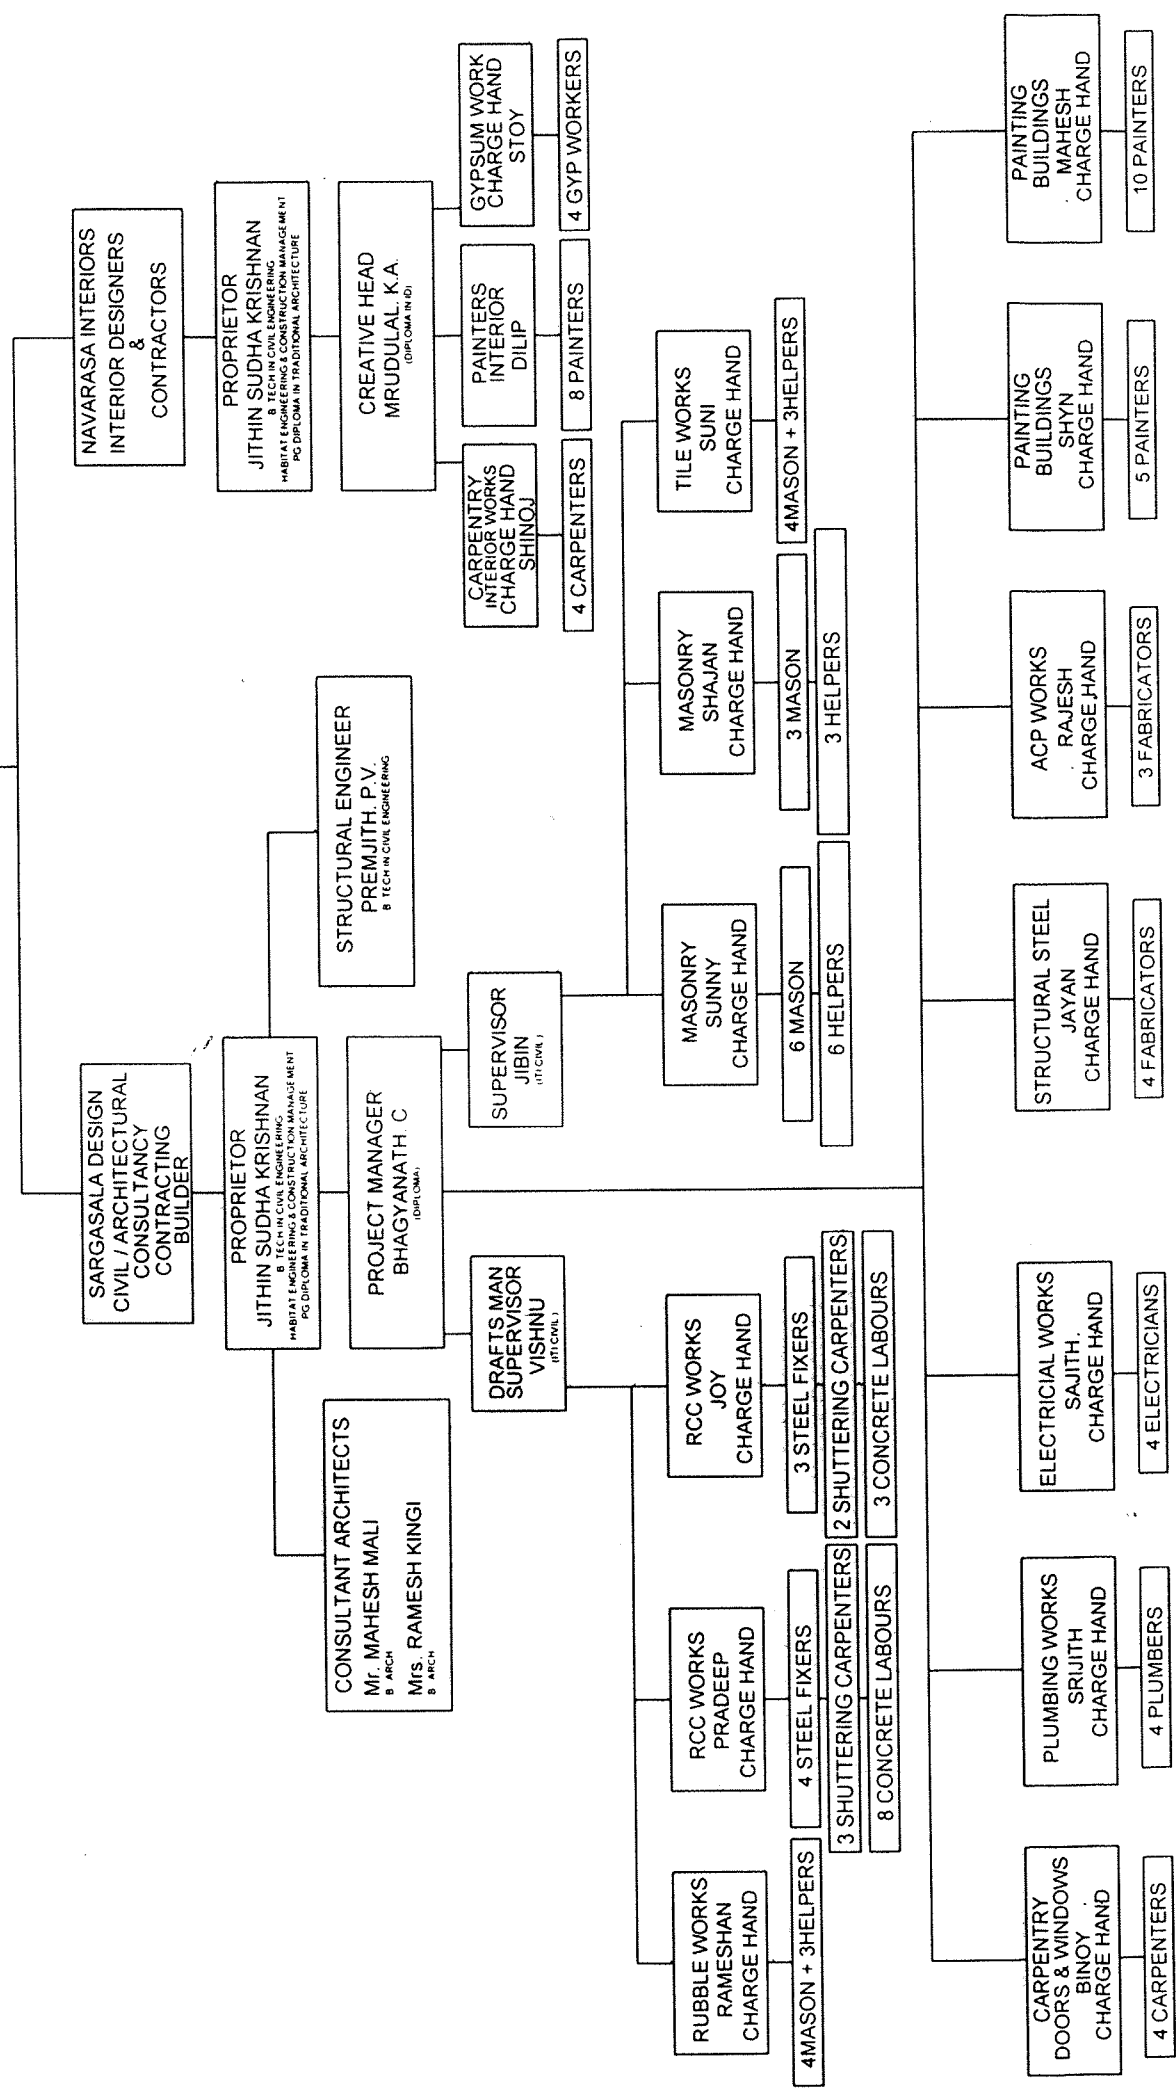 SARGASALA DESIGN
CIVIL / ARCHITECTURAL
CONSULTANCY
CONTRACTING
BUILDER
NAVARASA INTERIORS
INTERIOR DESIGNERS
&
CONTRACTORS
PROPRIETOR
JITHIN SUDHA KRISHNAN
B TECH IN CIVIL ENGINEERING
HABITAT ENGINEERING & CONSTRUCTION MANAGEMENT
PG DIPLOMA IN TRADITIONAL ARCHITECTURE
PROPRIETOR
JITHIN SUDHA KRISHNAN
B TECH IN CIVIL ENGINEERING
HABITAT ENGINEERING & CONSTRUCTION MANAGEMENT
PG DIPLOMA IN TRADITIONAL ARCHITECTURE
CONSULTANT ARCHITECTS
Mr. MAHESH MALI
B ARCH
Mrs. RAMESH KINGI
B ARCH
PROJECT MANAGER
BHAGYANATH. C
(DIPLOMA)
STRUCTURAL ENGINEER
PREMJITH. P.V.
B TECH IN CIVIL ENGINEERING
CREATIVE HEAD
MRUDULAL. K.A.
(DIPLOMA IN ID)
DRAFTS MAN
SUPERVISOR
VISHNU
(ITI CIVIL)
SUPERVISOR
JIBIN
(ITI CIVIL)
CARPENTRY
INTERIOR WORKS
CHARGE HAND
SHINOJ
4 CARPENTERS
PAINTERS
INTERIOR
DILIP
8 PAINTERS
GYPSUM WORK
CHARGE HAND
STOY
4 GYP WORKERS
RUBBLE WORKS
RAMESHAN
CHARGE HAND
4MASON + 3HELPERS
RCC WORKS
PRADEEP
CHARGE HAND
4 STEEL FIXERS
3 SHUTTERING CARPENTERS
8 CONCRETE LABOURS
RCC WORKS
JOY
CHARGE HAND
3 STEEL FIXERS
2 SHUTTERING CARPENTERS
3 CONCRETE LABOURS
MASONRY
SUNNY
CHARGE HAND
6 MASON
6 HELPERS
MASONRY
SHAJAN
CHARGE HAND
3 MASON
3 HELPERS
TILE WORKS
SUNI
CHARGE HAND
4MASON + 3HELPERS
CARPENTRY
DOORS & WINDOWS
BINOY
CHARGE HAND
4 CARPENTERS
PLUMBING WORKS
SRIJITH
CHARGE HAND
4 PLUMBERS
ELECTRICIAL WORKS
SAJITH.
CHARGE HAND
4 ELECTRICIANS
STRUCTURAL STEEL
JAYAN
CHARGE HAND
4 FABRICATORS
ACP WORKS
RAJESH
CHARGE HAND
3 FABRICATORS
PAINTING
BUILDINGS
SHYN
CHARGE HAND
5 PAINTERS
PAINTING
BUILDINGS
MAHESH
CHARGE HAND
10 PAINTERS